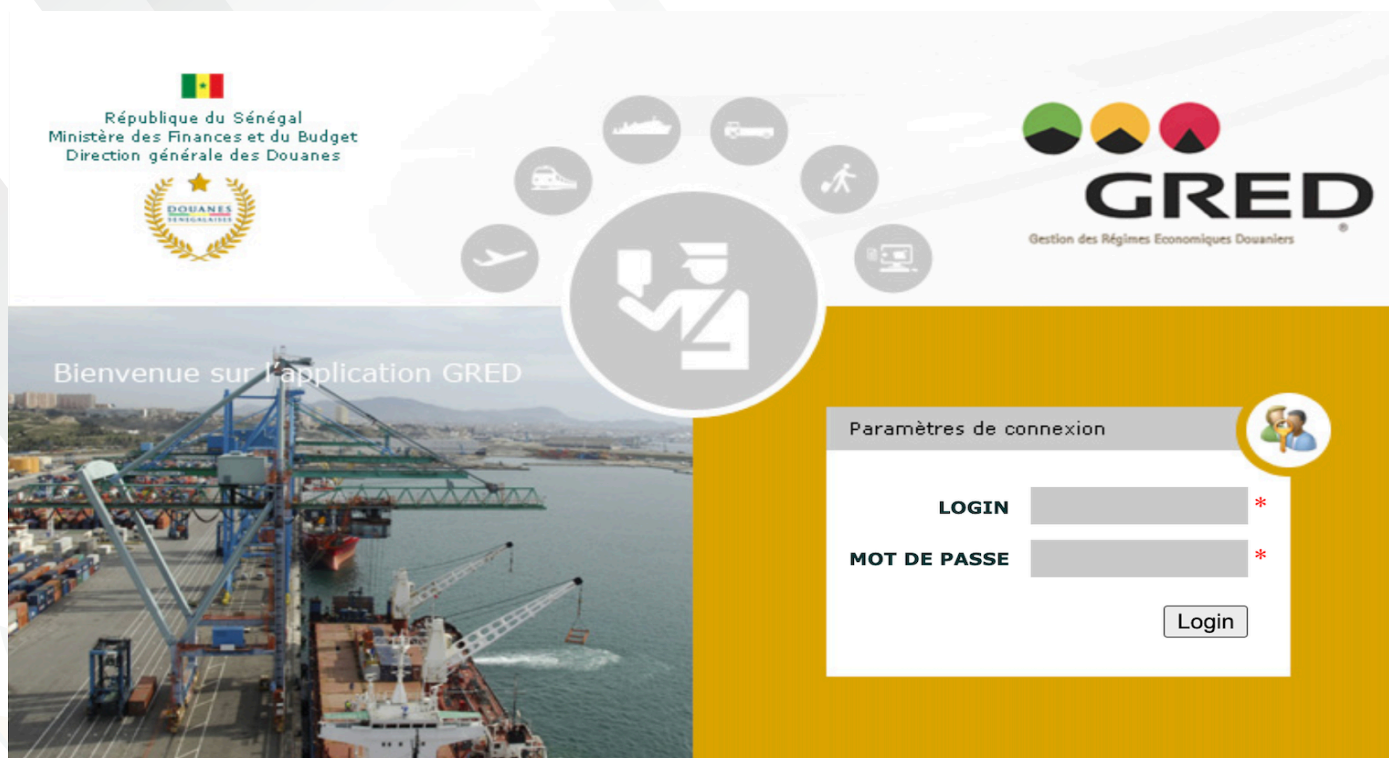 République du Sénégal
Ministère des Finances et du Budget
Direction générale des Douanes
DOUANES
SENEGALAISES
GRED
®
Gestion des Régimes Economiques Douaniers
Bienvenue sur l'application GRED
Paramètres de connexion
LOGIN *
MOT DE PASSE *
Login